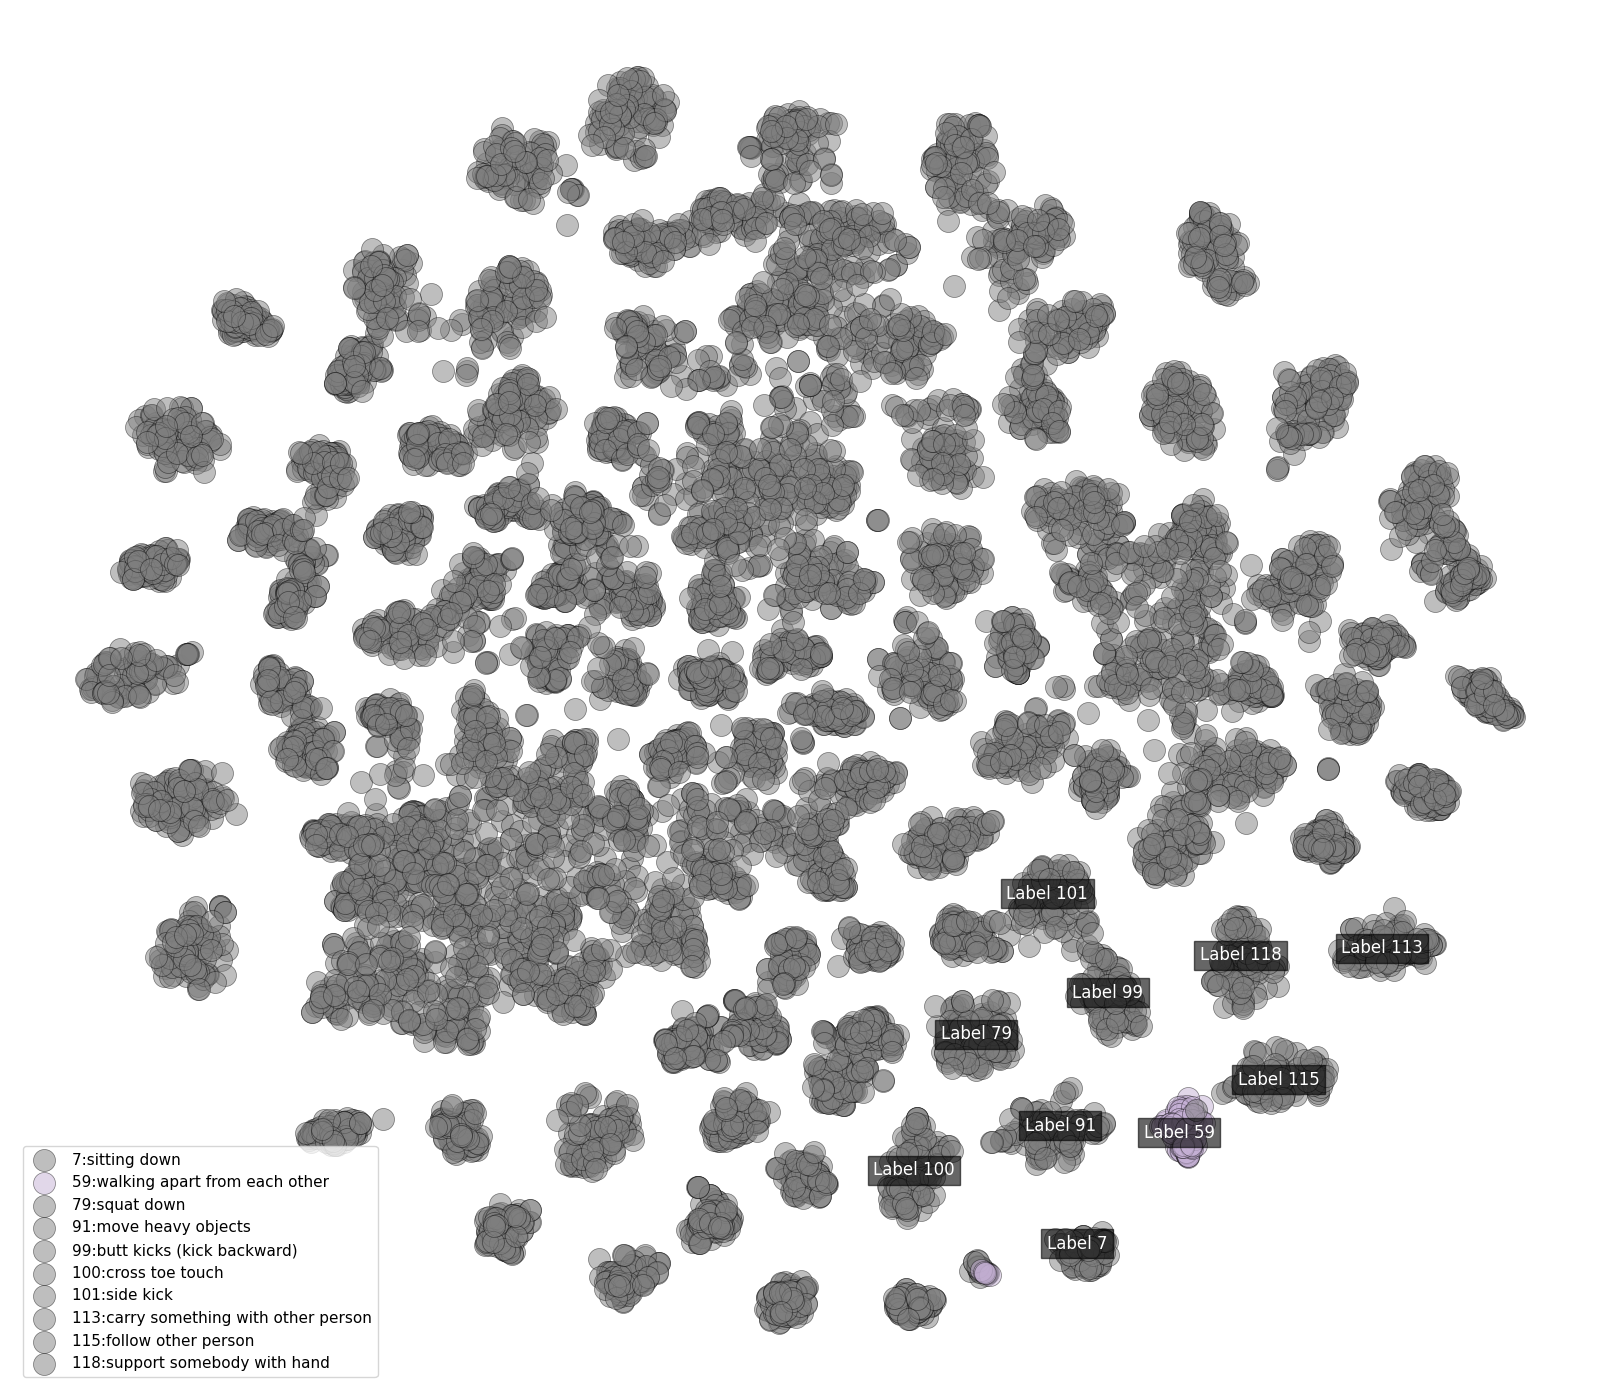 Label 101
Label 113
Label 118
Label 99
Label 79
Label 115
Label 91
Label 59
Label 100
Label 7
7:sitting down
59:walking apart from each other
79:squat down
91:move heavy objects
99:butt kicks (kick backward)
100:cross toe touch
101:side kick
113:carry something with other person
115:follow other person
118:support somebody with hand